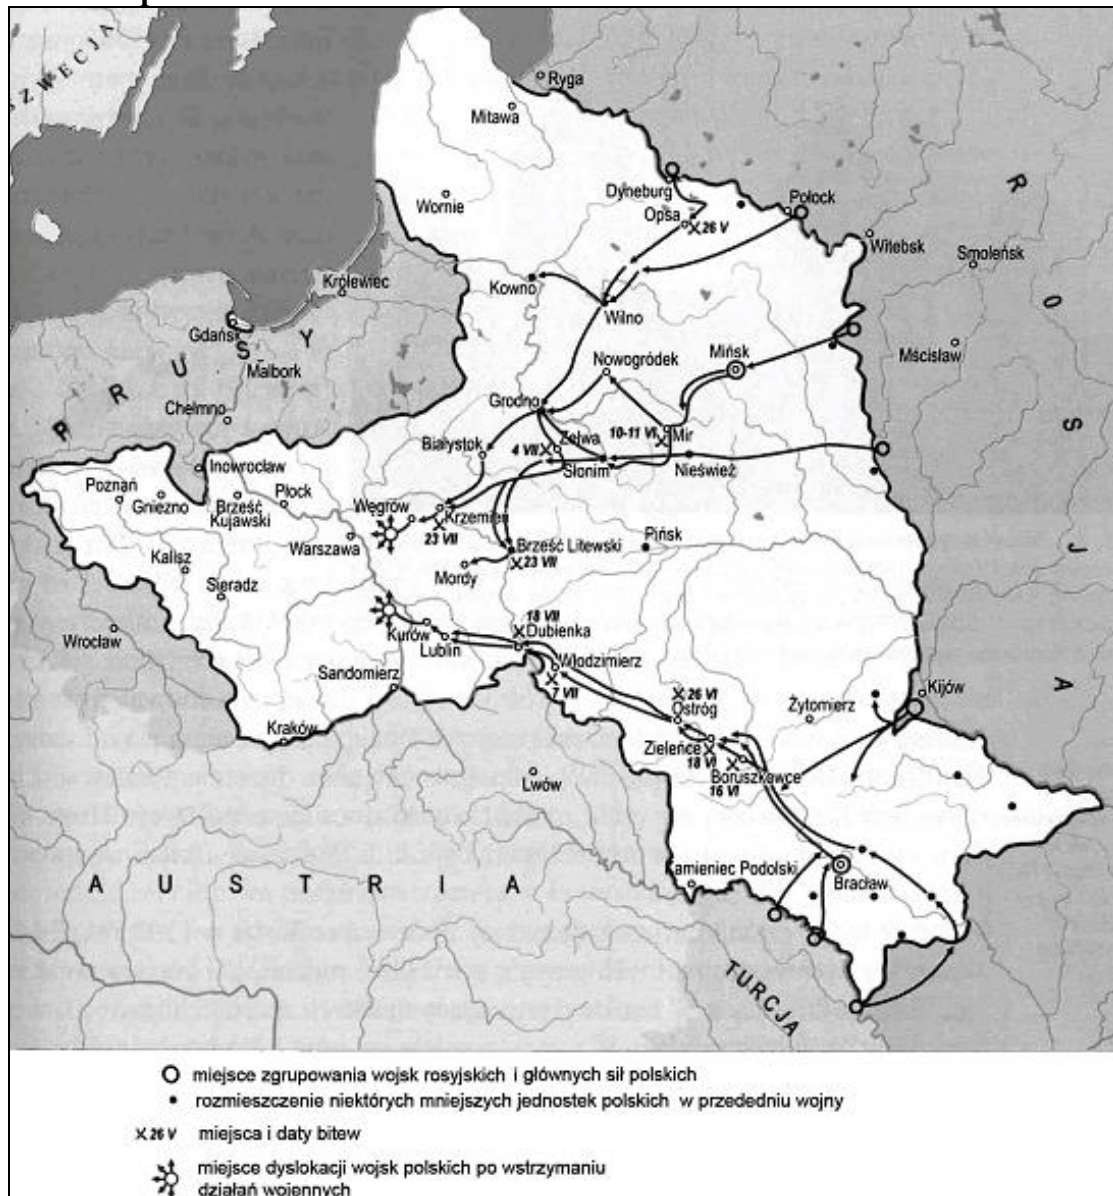 SZWECJA
Ryga
Mitawa
Dyneburg
Połock
Wornie
Opsa
26 V
Witebsk
Smoleńsk
ROSJA
Królewiec
Kowno
Wilno
Gdańsk
PRUSY
Malbork
Nowogródek
Mińsk
Mścisław
Chełmno
Grodno
Białystok
4 VII
Zelwa
10-11 VI
Mir
Słonim
Nieśwież
Inowrocław
Poznań
Gniezno
Brześć
Kujawski
Płock
Węgrów
Krzemień
23 VII
Warszawa
Pińsk
Brześć Litewski
23 VII
Kalisz
Mordy
Sieradz
18 VII
Dubienka
Wrocław
Kurów
Lublin
Włodzimierz
7 VII
Sandomierz
26 VI
Ostróg
Żytomierz
Kijów
Kraków
Zieleńce
18 VI
Boruszkowce
16 VI
Lwów
Kamieniec Podolski
Bracław
AUSTRIA
TURCJA
miejsce zgrupowania wojsk rosyjskich i głównych sił polskich
rozmieszczenie niektórych mniejszych jednostek polskich w przededniu wojny
26 V miejsca i daty bitew
miejsce dyslokacji wojsk polskich po wstrzymaniu
działań wojennych